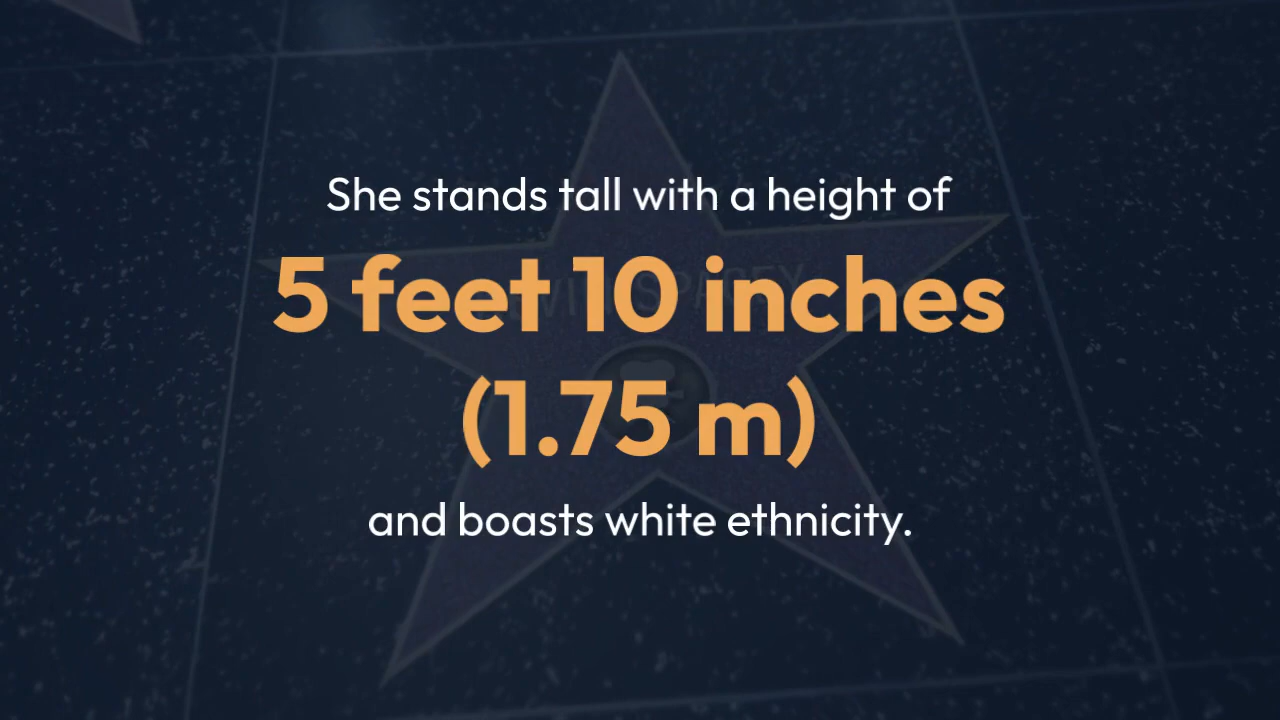 She stands tall with a height of
5 feet 10 inches
(1.75 m)
and boasts white ethnicity.